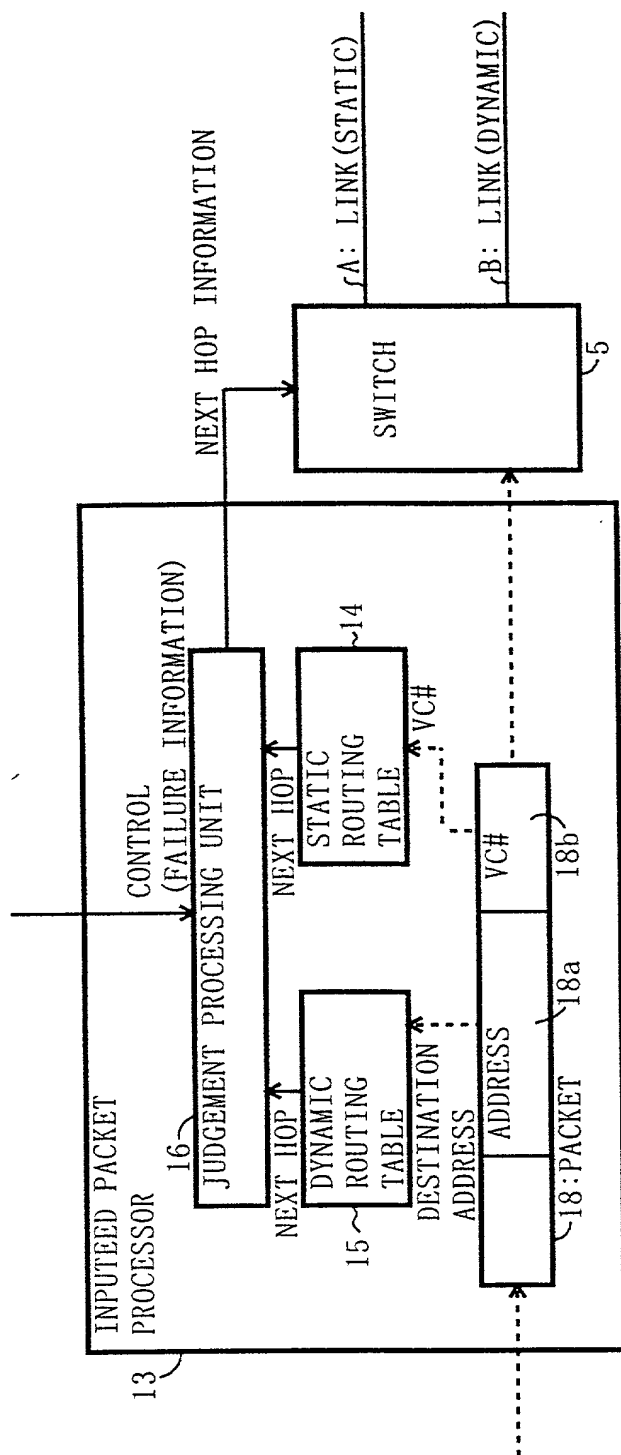 INPUTEED PACKET
PROCESSOR
13
CONTROL
(FAILURE INFORMATION)
16
JUDGEMENT PROCESSING UNIT
NEXT HOP INFORMATION
NEXT HOP
NEXT HOP
DYNAMIC
ROUTING
TABLE
15
STATIC
ROUTING
TABLE
14
DESTINATION
ADDRESS
VC#
ADDRESS
VC#
18:PACKET
18a
18b
SWITCH
5
A: LINK(STATIC)
B: LINK(DYNAMIC)